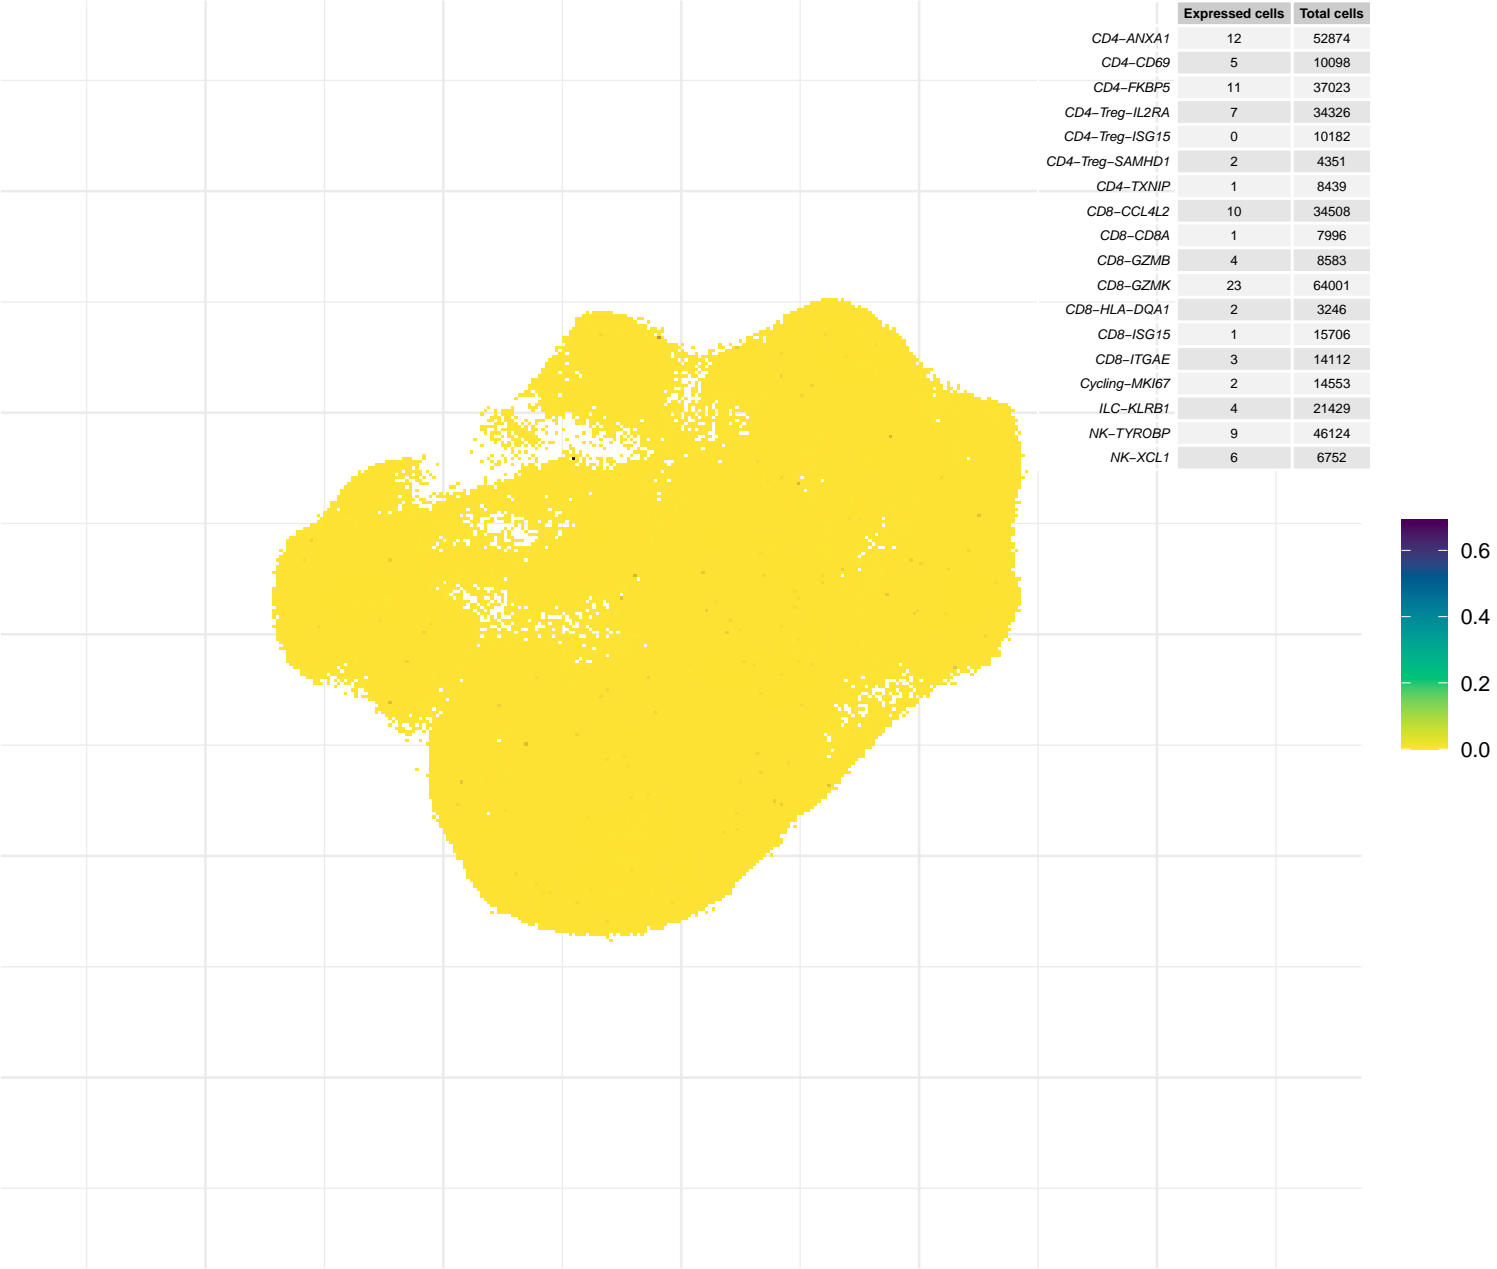 Expressed cells Total cells
CD4−ANXA1 12 52874
CD4−CD69 5 10098
CD4−FKBP5 11 37023
CD4−Treg−IL2RA 7 34326
CD4−Treg−ISG15 0 10182
CD4−Treg−SAMHD1 2 4351
CD4−TXNIP 1 8439
CD8−CCL4L2 10 34508
CD8−CD8A 1 7996
CD8−GZMB 4 8583
CD8−GZMK 23 64001
CD8−HLA−DQA1 2 3246
CD8−ISG15 1 15706
CD8−ITGAE 3 14112
Cycling−MKI67 2 14553
ILC−KLRB1 4 21429
NK−TYROBP 9 46124
NK−XCL1 6 6752
0.6
0.4
0.2
0.0